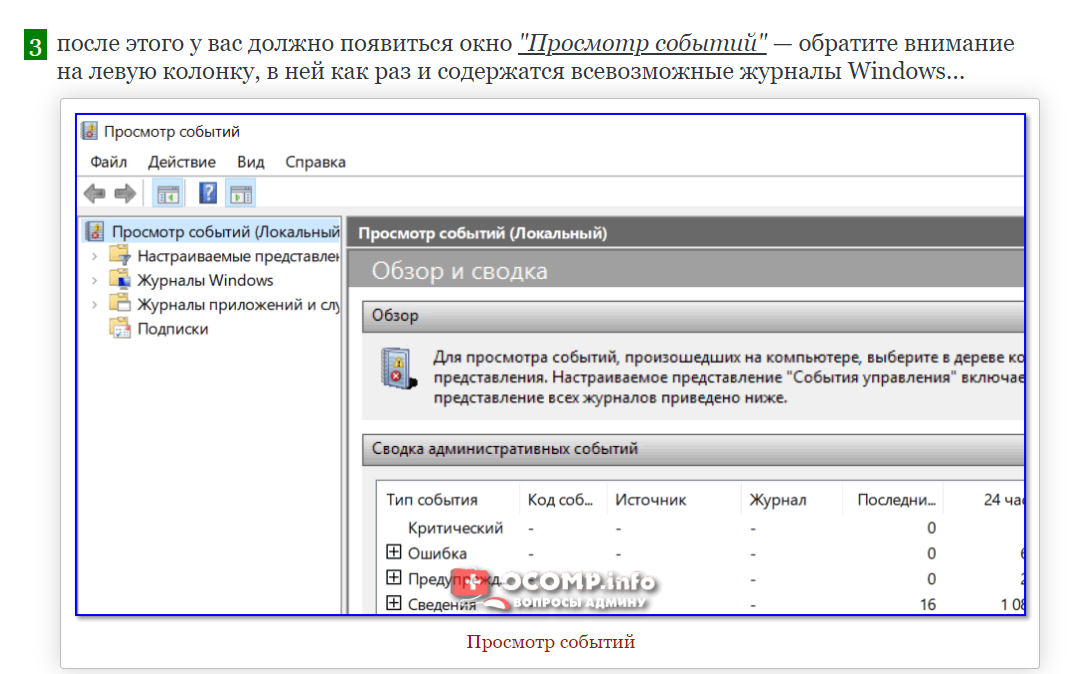 3 после этого у вас должно появиться окно "Просмотр событий" — обратите внимание
на левую колонку, в ней как раз и содержатся всевозможные журналы Windows...
Просмотр событий
Файл Действие Вид Справка
Просмотр событий (Локальный
Настраиваемые представлен
Журналы Windows
Журналы приложений и слу
Подписки
Просмотр событий (Локальный)
Обзор и сводка
Обзор
Для просмотра событий, произошедших на компьютере, выберите в дереве ко
представления. Настраиваемое представление "События управления" включае
представление всех журналов приведено ниже.
Сводка административных событий
Тип события Код соб... Источник Журнал Последни... 24 час
Критический - - - 0
Ошибка - - - 0
Предупрежд... - 0
Сведения - 16 1 08
OCOMP.info
ВОПРОСЫ АДМИНУ
Просмотр событий